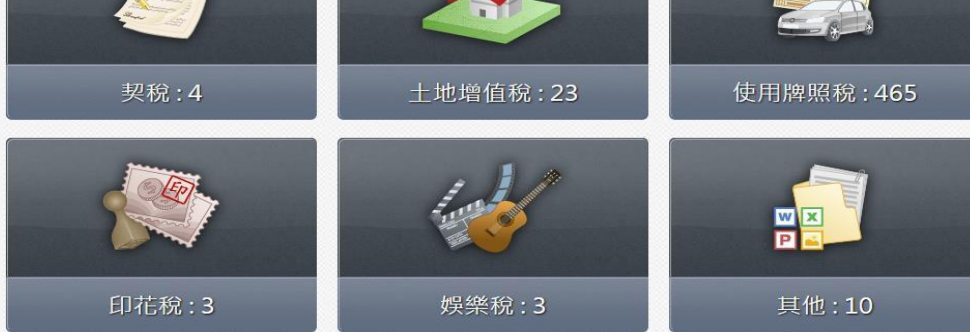 契稅 : 4
土地增值稅 : 23
使用牌照稅 : 465
印
W X
P
印花稅 : 3
娛樂稅 : 3
其他 : 10